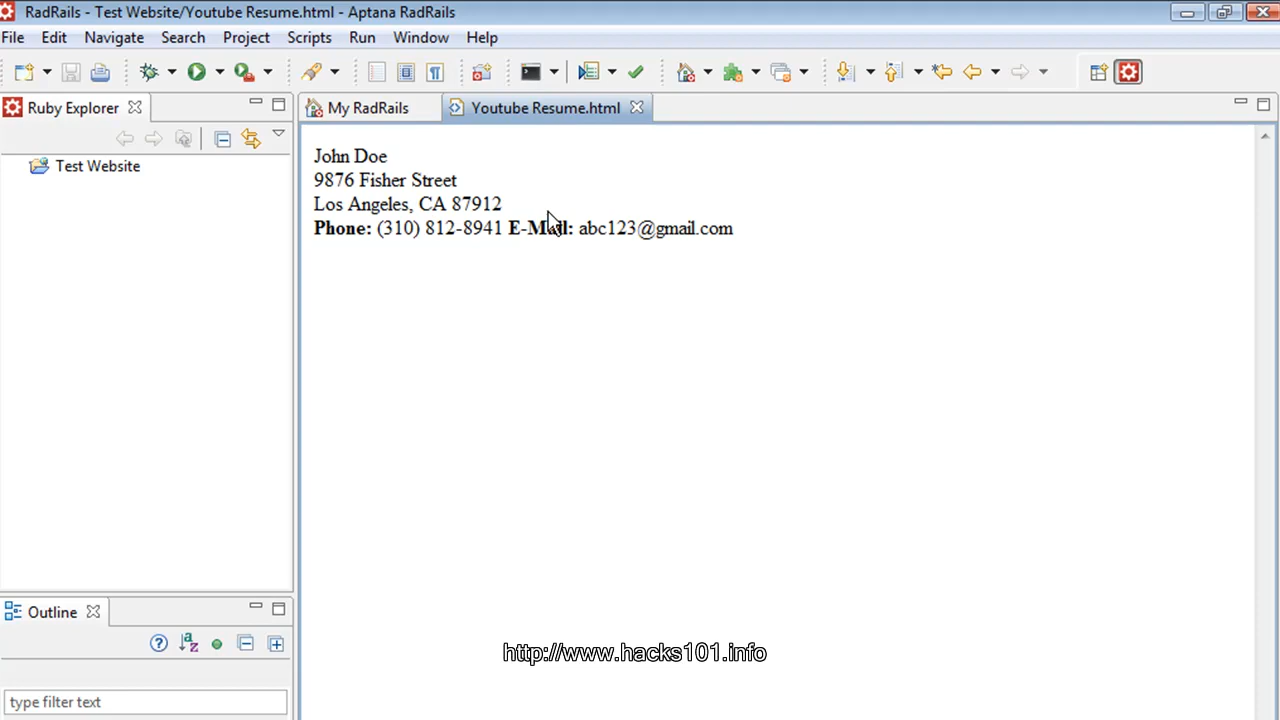 RadRails - Test Website/Youtube Resume.html - Aptana RadRails
File Edit Navigate Search Project Scripts Run Window Help
Ruby Explorer
My RadRails
Youtube Resume.html
Test Website
John Doe
9876 Fisher Street
Los Angeles, CA 87912
Phone: (310) 812-8941 E-Mail: abc123@gmail.com
Outline
type filter text
http://www.hacks101.info